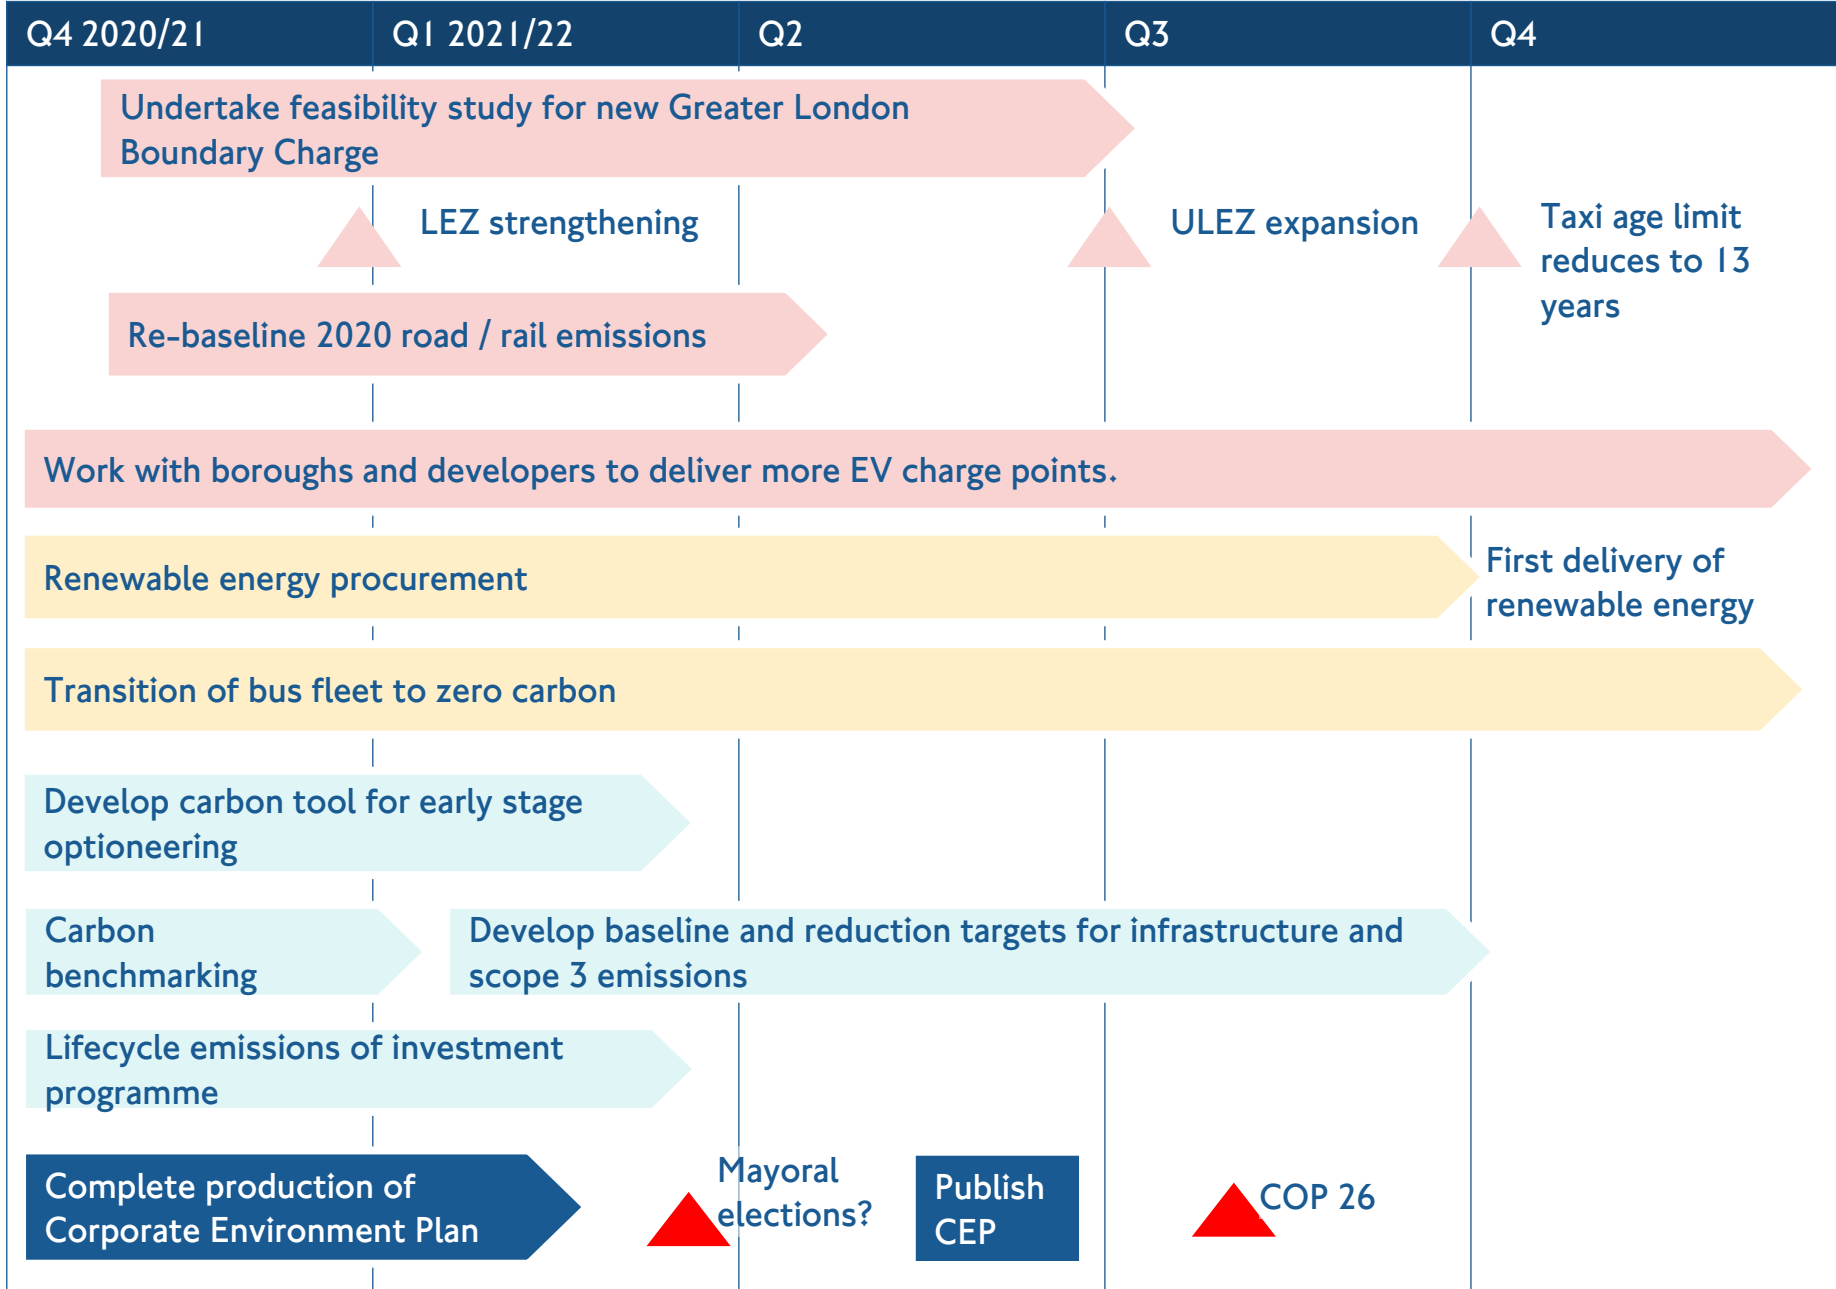 Q4 2020/21
Q1 2021/22
Q2
Q3
Q4
Undertake feasibility study for new Greater London
Boundary Charge
LEZ strengthening
ULEZ expansion
Taxi age limit
reduces to 13
years
Re-baseline 2020 road / rail emissions
Work with boroughs and developers to deliver more EV charge points.
Renewable energy procurement
First delivery of
renewable energy
Transition of bus fleet to zero carbon
Develop carbon tool for early stage
optioneering
Carbon
benchmarking
Develop baseline and reduction targets for infrastructure and
scope 3 emissions
Lifecycle emissions of investment
programme
Complete production of
Corporate Environment Plan
Mayoral
elections?
Publish
CEP
COP 26